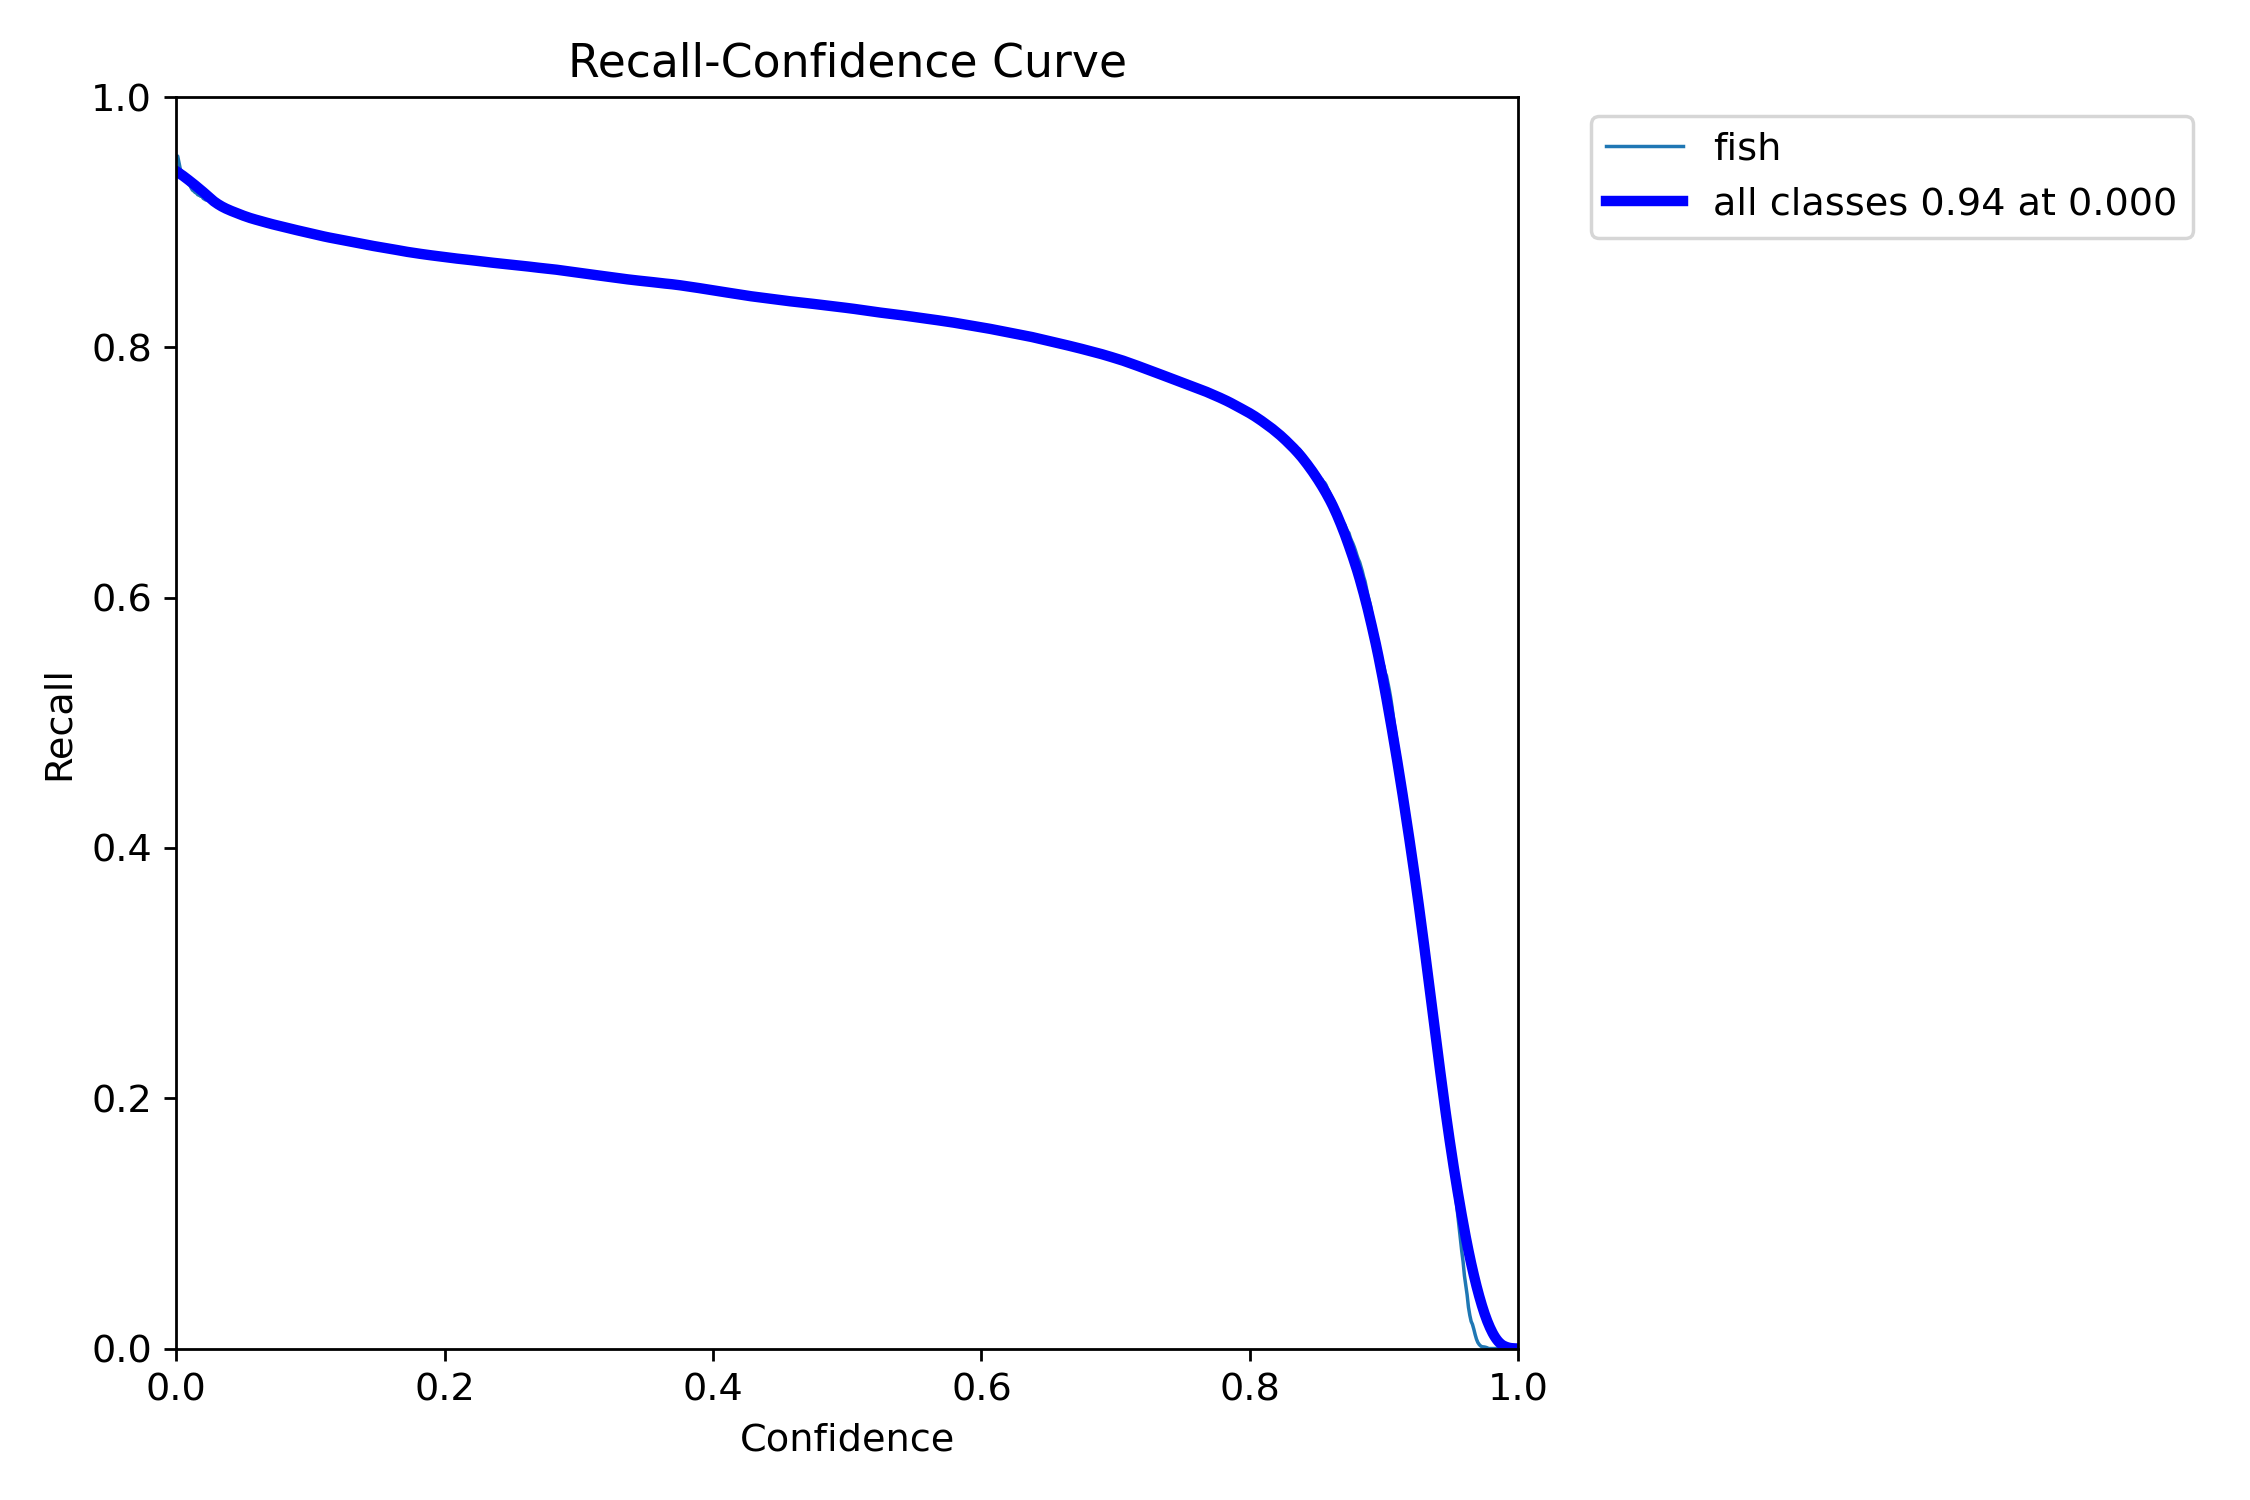 Recall-Confidence Curve
1.0
0.8
0.6
0.4
0.2
0.0
Recall
0.0 0.2 0.4 0.6 0.8 1.0
Confidence
fish
all classes 0.94 at 0.000